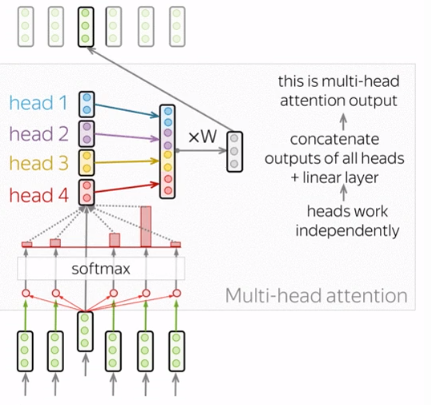 head 1
head 2
head 3
head 4
×W
this is multi-head
attention output
concatenate
outputs of all heads
+ linear layer
heads work
independently
softmax
Multi-head attention